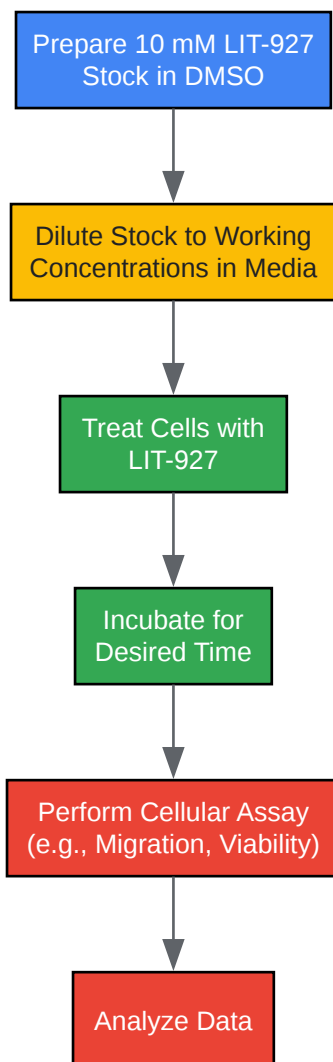 Prepare 10 mM LIT-927
Stock in DMSO
Dilute Stock to Working
Concentrations in Media
Treat Cells with
LIT-927
Incubate for
Desired Time
Perform Cellular Assay
(e.g., Migration, Viability)
Analyze Data